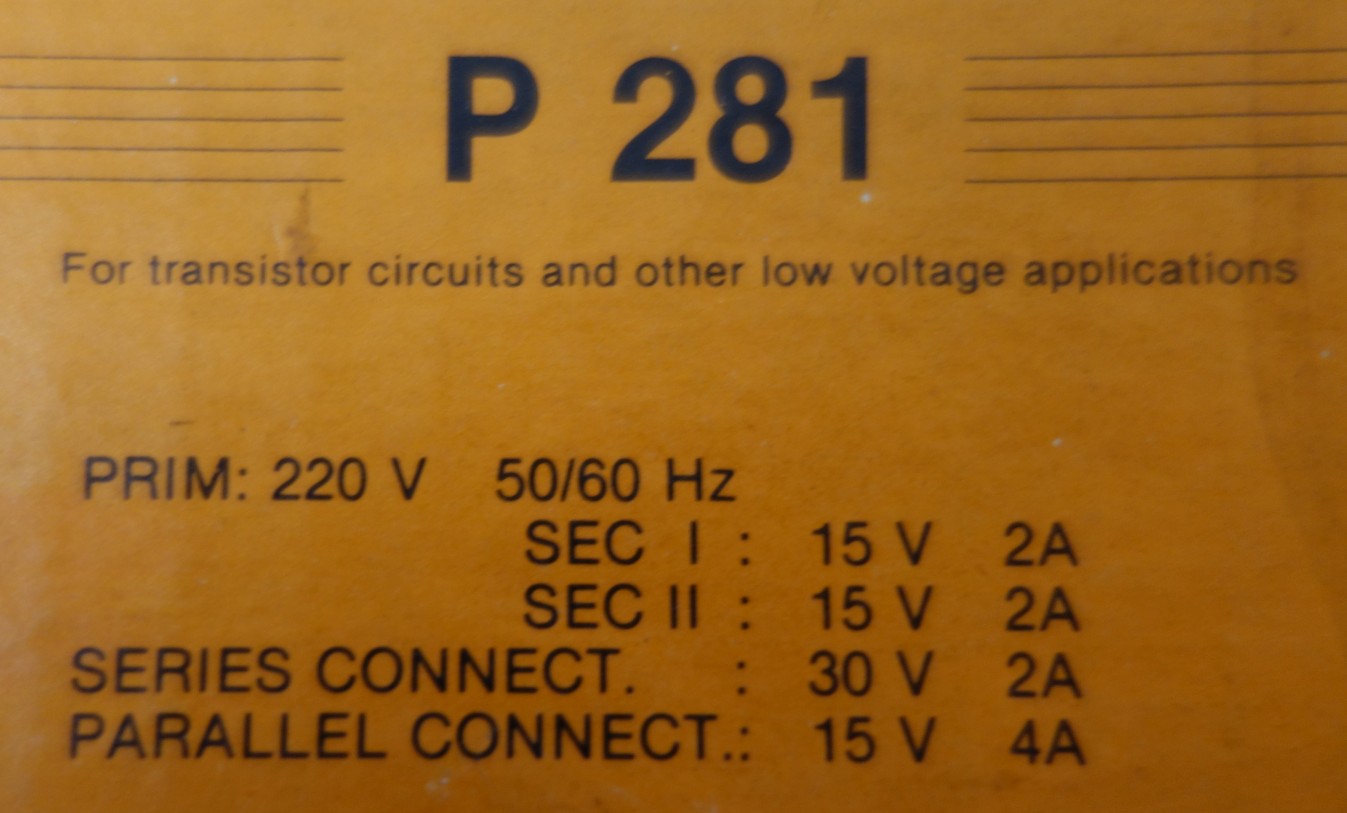 P 281
For transistor circuits and other low voltage applications
PRIM: 220 V 50/60 Hz
SEC I : 15 V 2A
SEC II : 15 V 2A
SERIES CONNECT. : 30 V 2A
PARALLEL CONNECT.: 15 V 4A